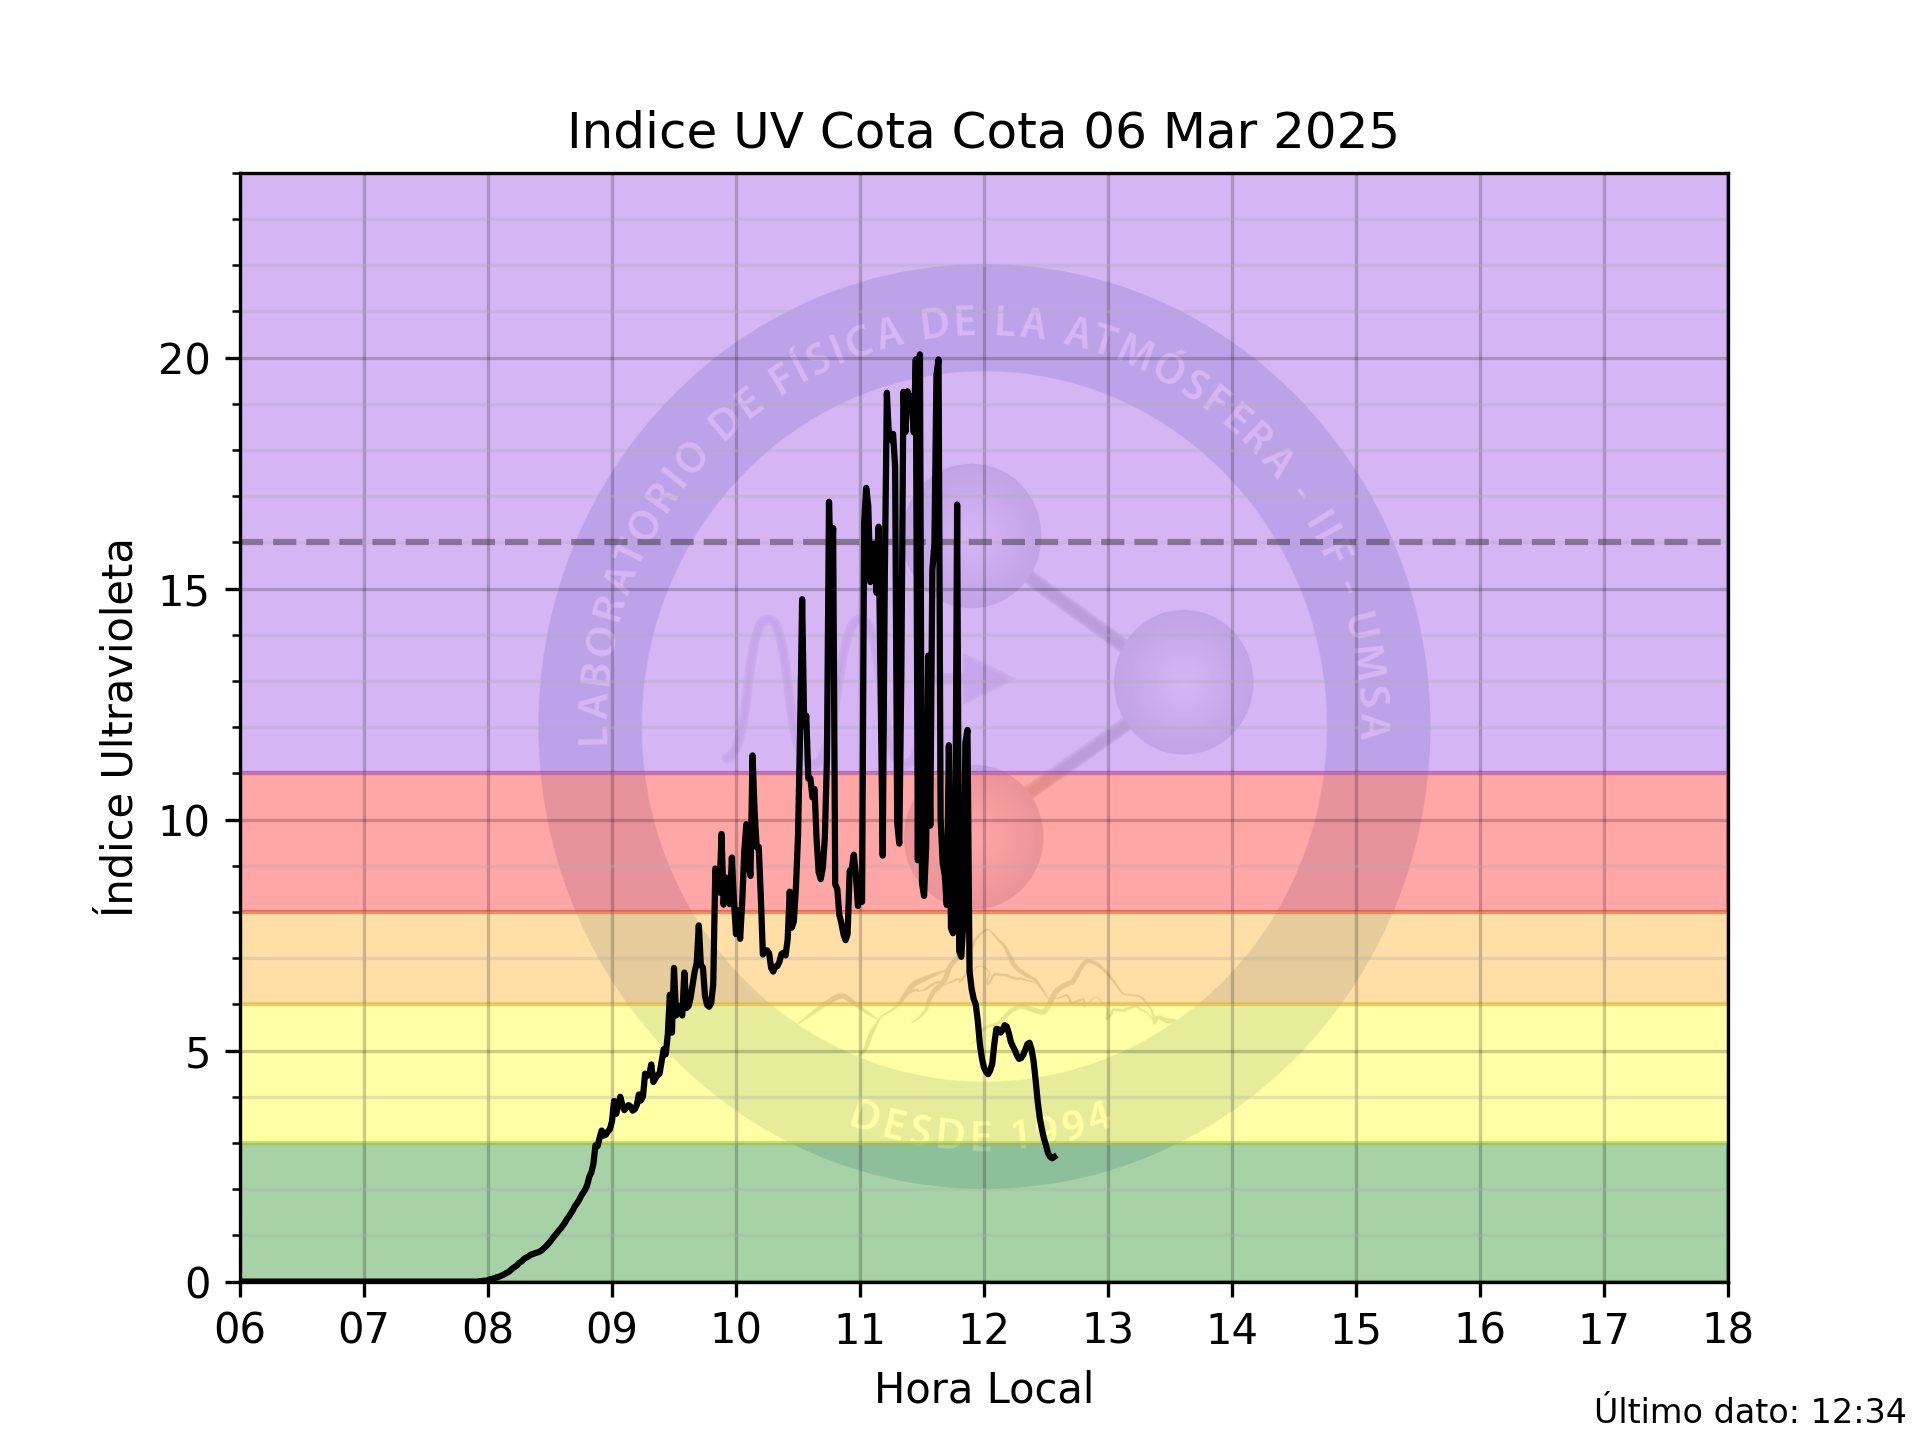 Indice UV Cota Cota 06 Mar 2025
Índice Ultravioleta
20
15
10
5
0
LABORATORIO DE FÍSICA DE LA ATMÓSFERA - IIF - UMSA
DESDE 1994
06 07 08 09 10 11 12 13 14 15 16 17 18
Hora Local
Último dato: 12:34